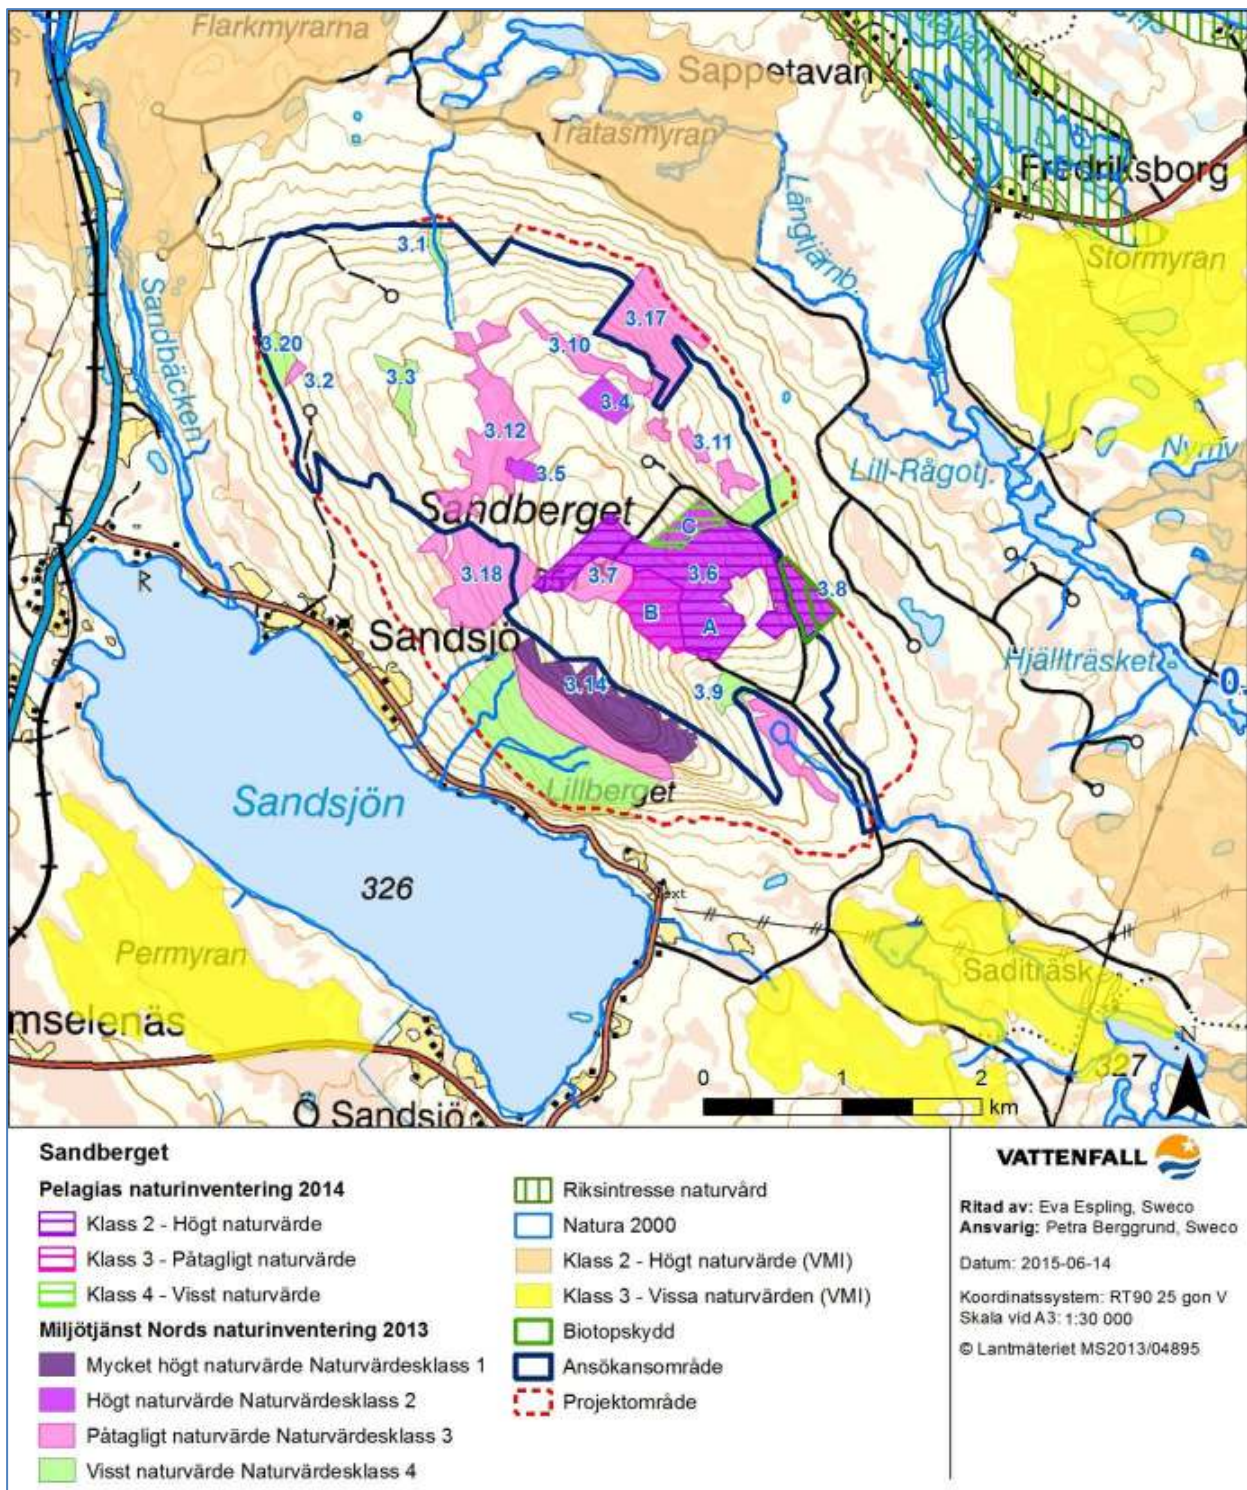 Flarkmyrarna
Sappetavan
Tratasmyran
Fredriksborg
Långtjärnb.
Stormyran
Sandbäcken
3.1
3.17
3.20
3.2
3.3
3.10
3.4
3.12
3.11
3.5
Lill-Rågotj.
Nymy
Sandberget
C
3.18
3.7
3.6
3.8
B
A
Sandsjö
3.14
3.9
Hjällträsket
0.
Lillberget
Sandsjön
326
Permyran
Saditräsk
mselenäs
327
N
0 1 2
km
Ö Sandsjö
Sandberget
Pelagias naturinventering 2014
Klass 2 - Högt naturvärde
Klass 3 - Påtagligt naturvärde
Klass 4 - Visst naturvärde
Miljötjänst Nords naturinventering 2013
Mycket högt naturvärde Naturvärdesklass 1
Högt naturvärde Naturvärdesklass 2
Påtagligt naturvärde Naturvärdesklass 3
Visst naturvärde Naturvärdesklass 4
Riksintresse naturvård
Natura 2000
Klass 2 - Högt naturvärde (VMI)
Klass 3 - Vissa naturvärden (VMI)
Biotopskydd
Ansökansområde
Projektområde
VATTENFALL
Ritad av: Eva Espling, Sweco
Ansvarig: Petra Berggrund, Sweco
Datum: 2015-06-14
Koordinatssystem: RT90 25 gon V
Skala vid A3: 1:30 000
© Lantmäteriet MS2013/04895